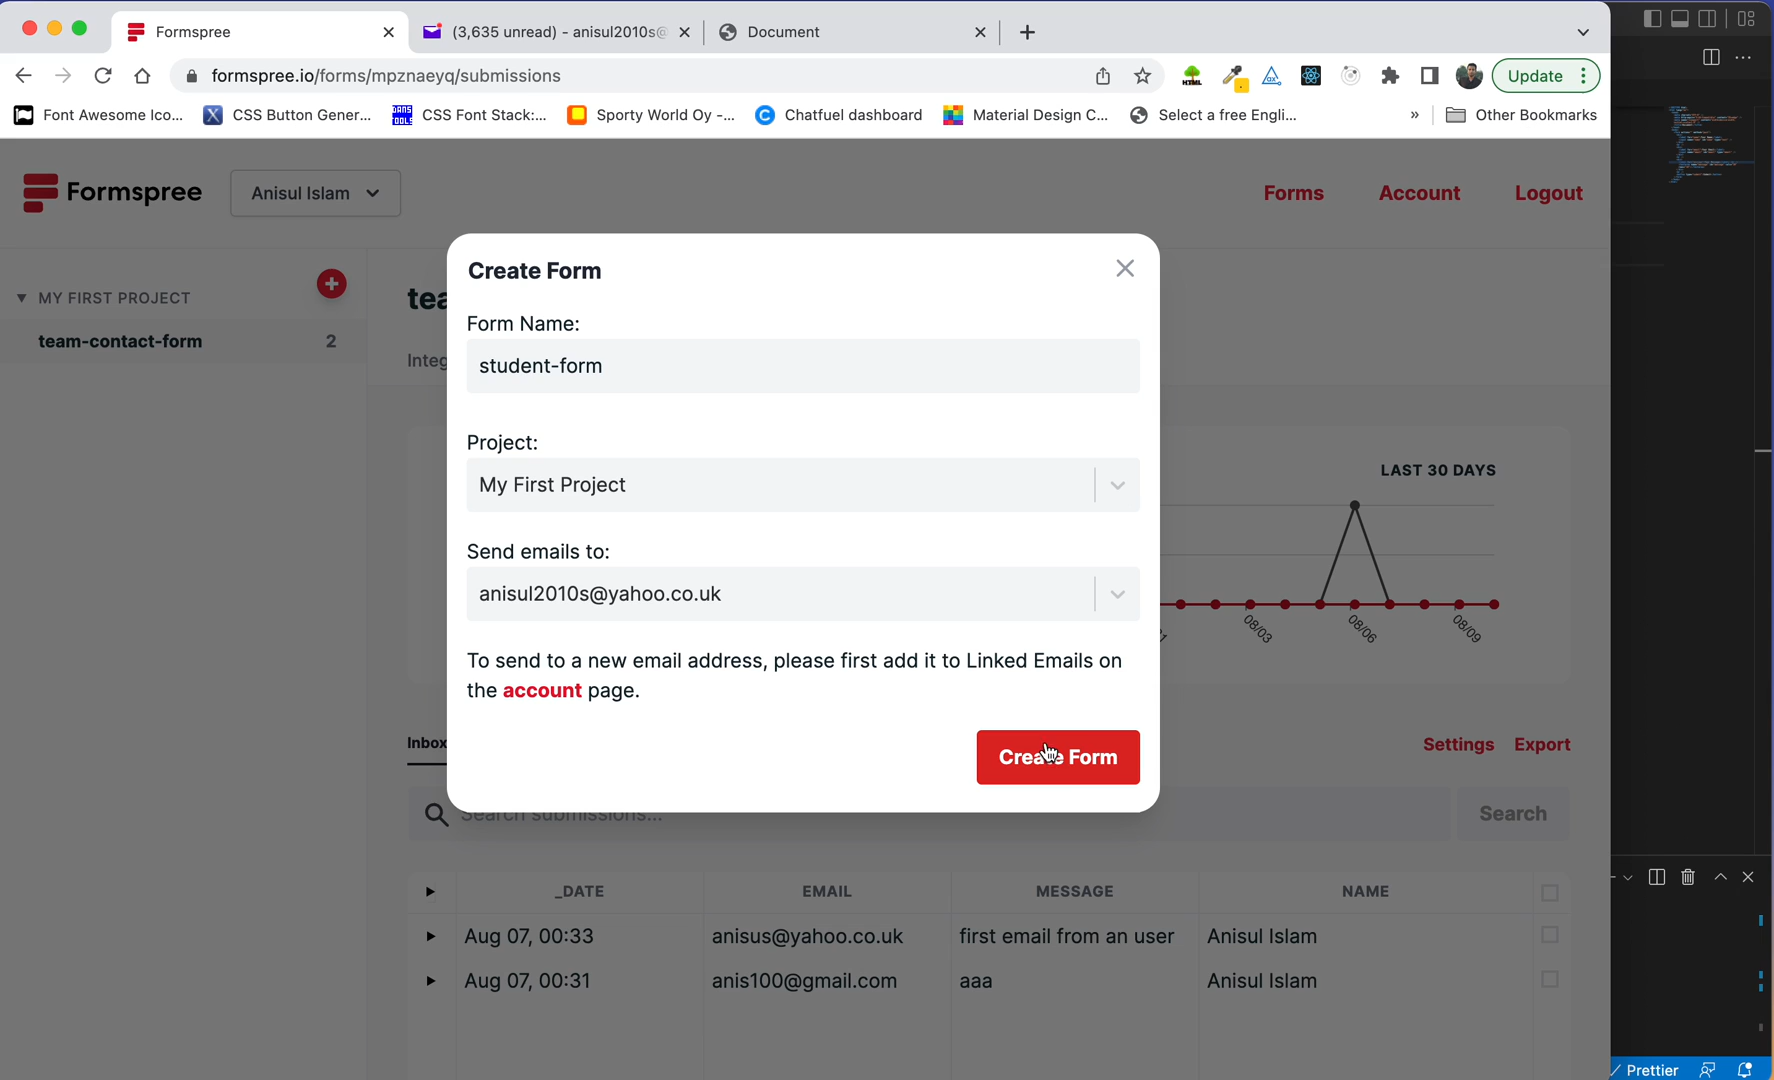 Formspree
(3,635 unread) - anisul2010s@
Document
formspree.io/forms/mpznaeyq/submissions
Update
Font Awesome Ico...
CSS Button Gener...
CSS Font Stack:...
Sporty World Oy -...
Chatfuel dashboard
Material Design C...
Select a free Engli...
»
Other Bookmarks
Formspree
Anisul Islam
Forms
Account
Logout
MY FIRST PROJECT
team-contact-form 2
Create Form
Form Name:
student-form
Project:
My First Project
Send emails to:
anisul2010s@yahoo.co.uk
To send to a new email address, please first add it to Linked Emails on
the account page.
Create Form
LAST 30 DAYS
08/03
08/06
08/09
Inbox
Settings
Export
Search submissions...
Search
_DATE EMAIL MESSAGE NAME
Aug 07, 00:33 anisus@yahoo.co.uk first email from an user Anisul Islam
Aug 07, 00:31 anis100@gmail.com aaa Anisul Islam
Prettier